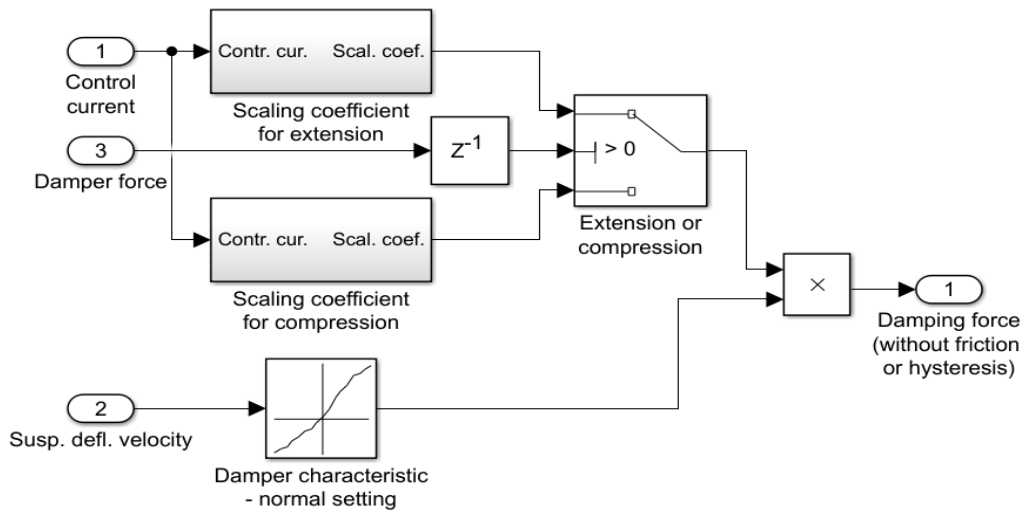 1
Control
current
Contr. cur. Scal. coef.
Scaling coefficient
for extension
3
Damper force
Z-1
> 0
Extension or
compression
Contr. cur. Scal. coef.
Scaling coefficient
for compression
×
1
Damping force
(without friction
or hysteresis)
2
Susp. defl. velocity
Damper characteristic
- normal setting